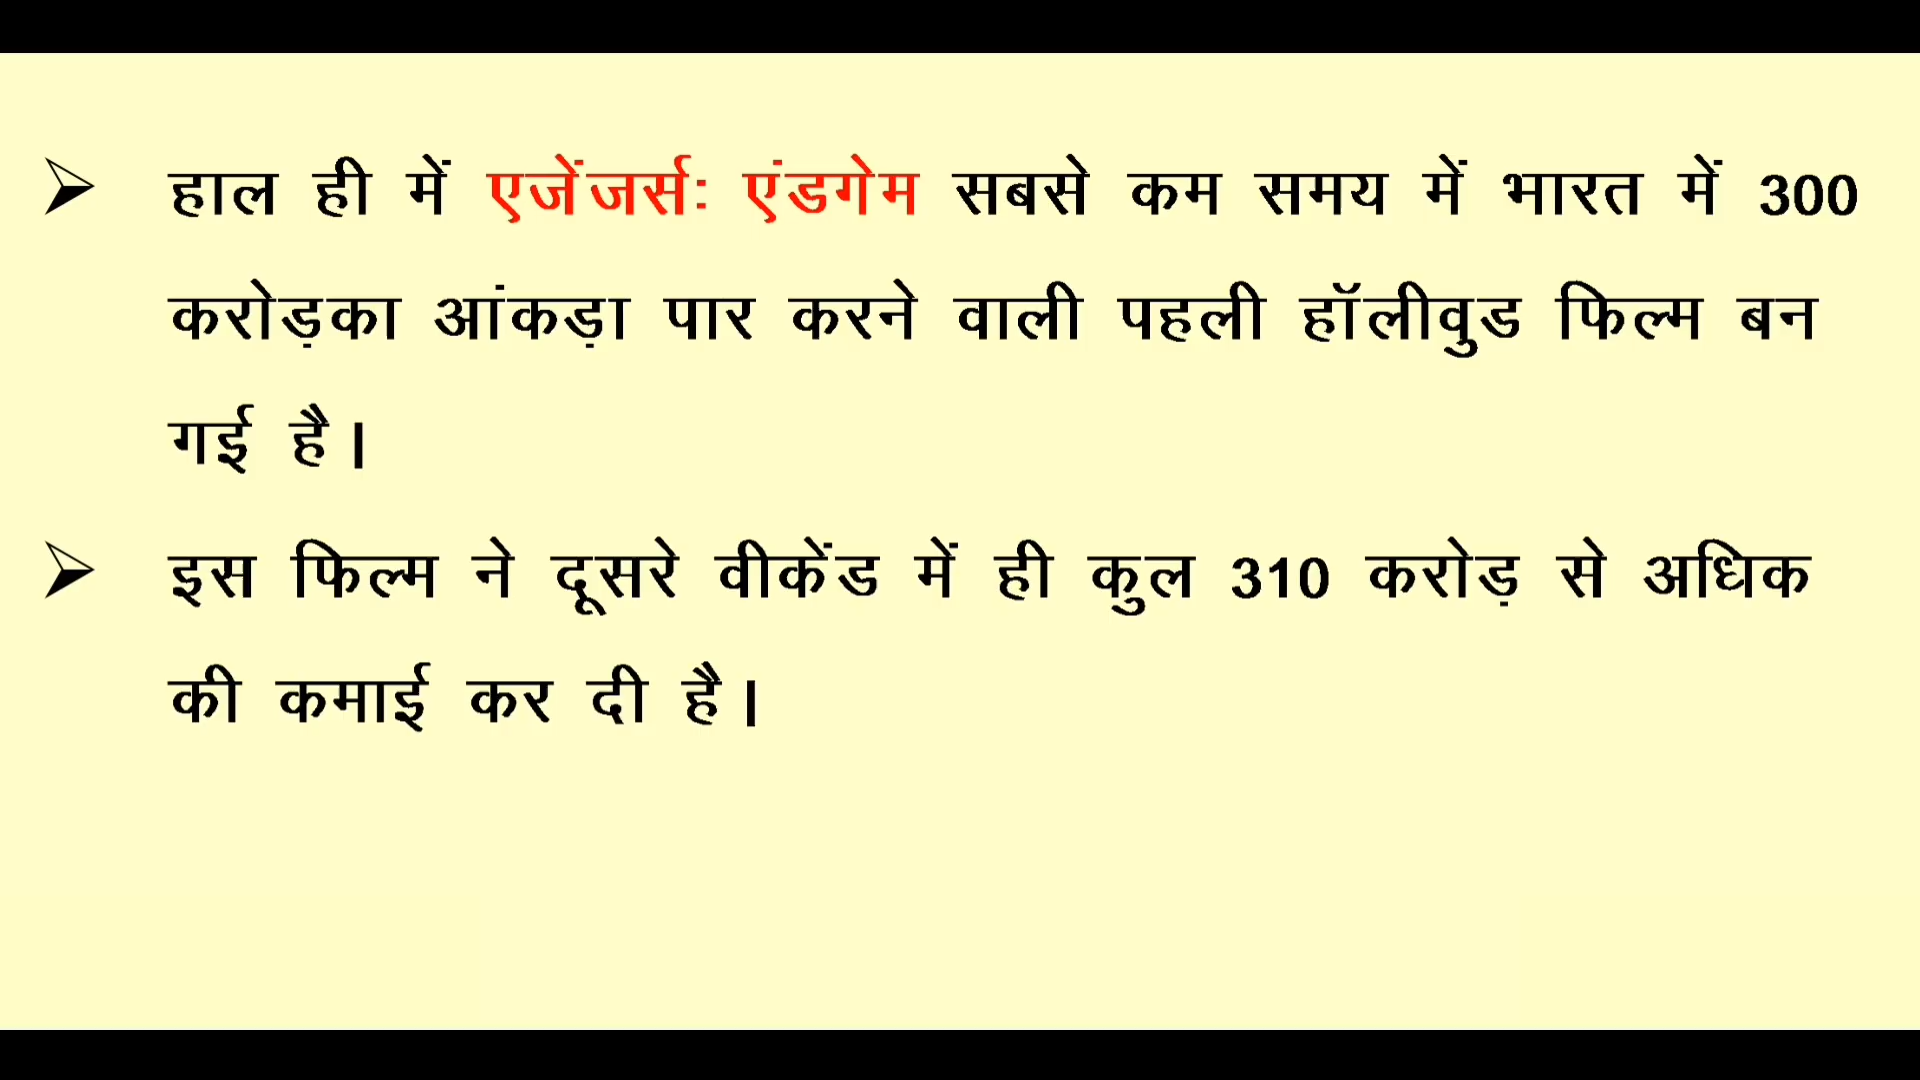 ➢ हाल ही में एजेंजर्स: एंडगेम सबसे कम समय में भारत में 300
करोड़का आंकड़ा पार करने वाली पहली हॉलीवुड फिल्म बन
गई है।
➢ इस फिल्म ने दूसरे वीकेंड में ही कुल 310 करोड़ से अधिक
की कमाई कर दी है।